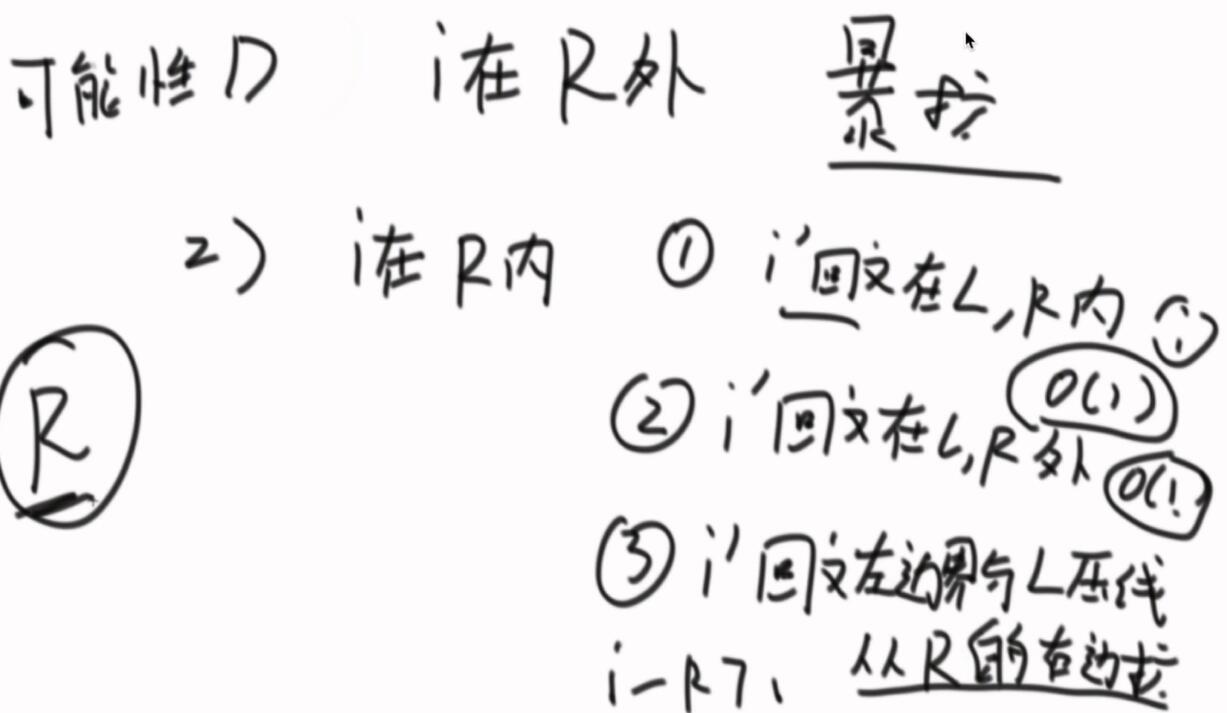 可能性1) i在R外 暴扩
2) i在R内 ① i'回文在L,R内
R
O(1)
② i'回文在L,R外 O(1)
③ i'回文左边界与L压线
从R的右边扩